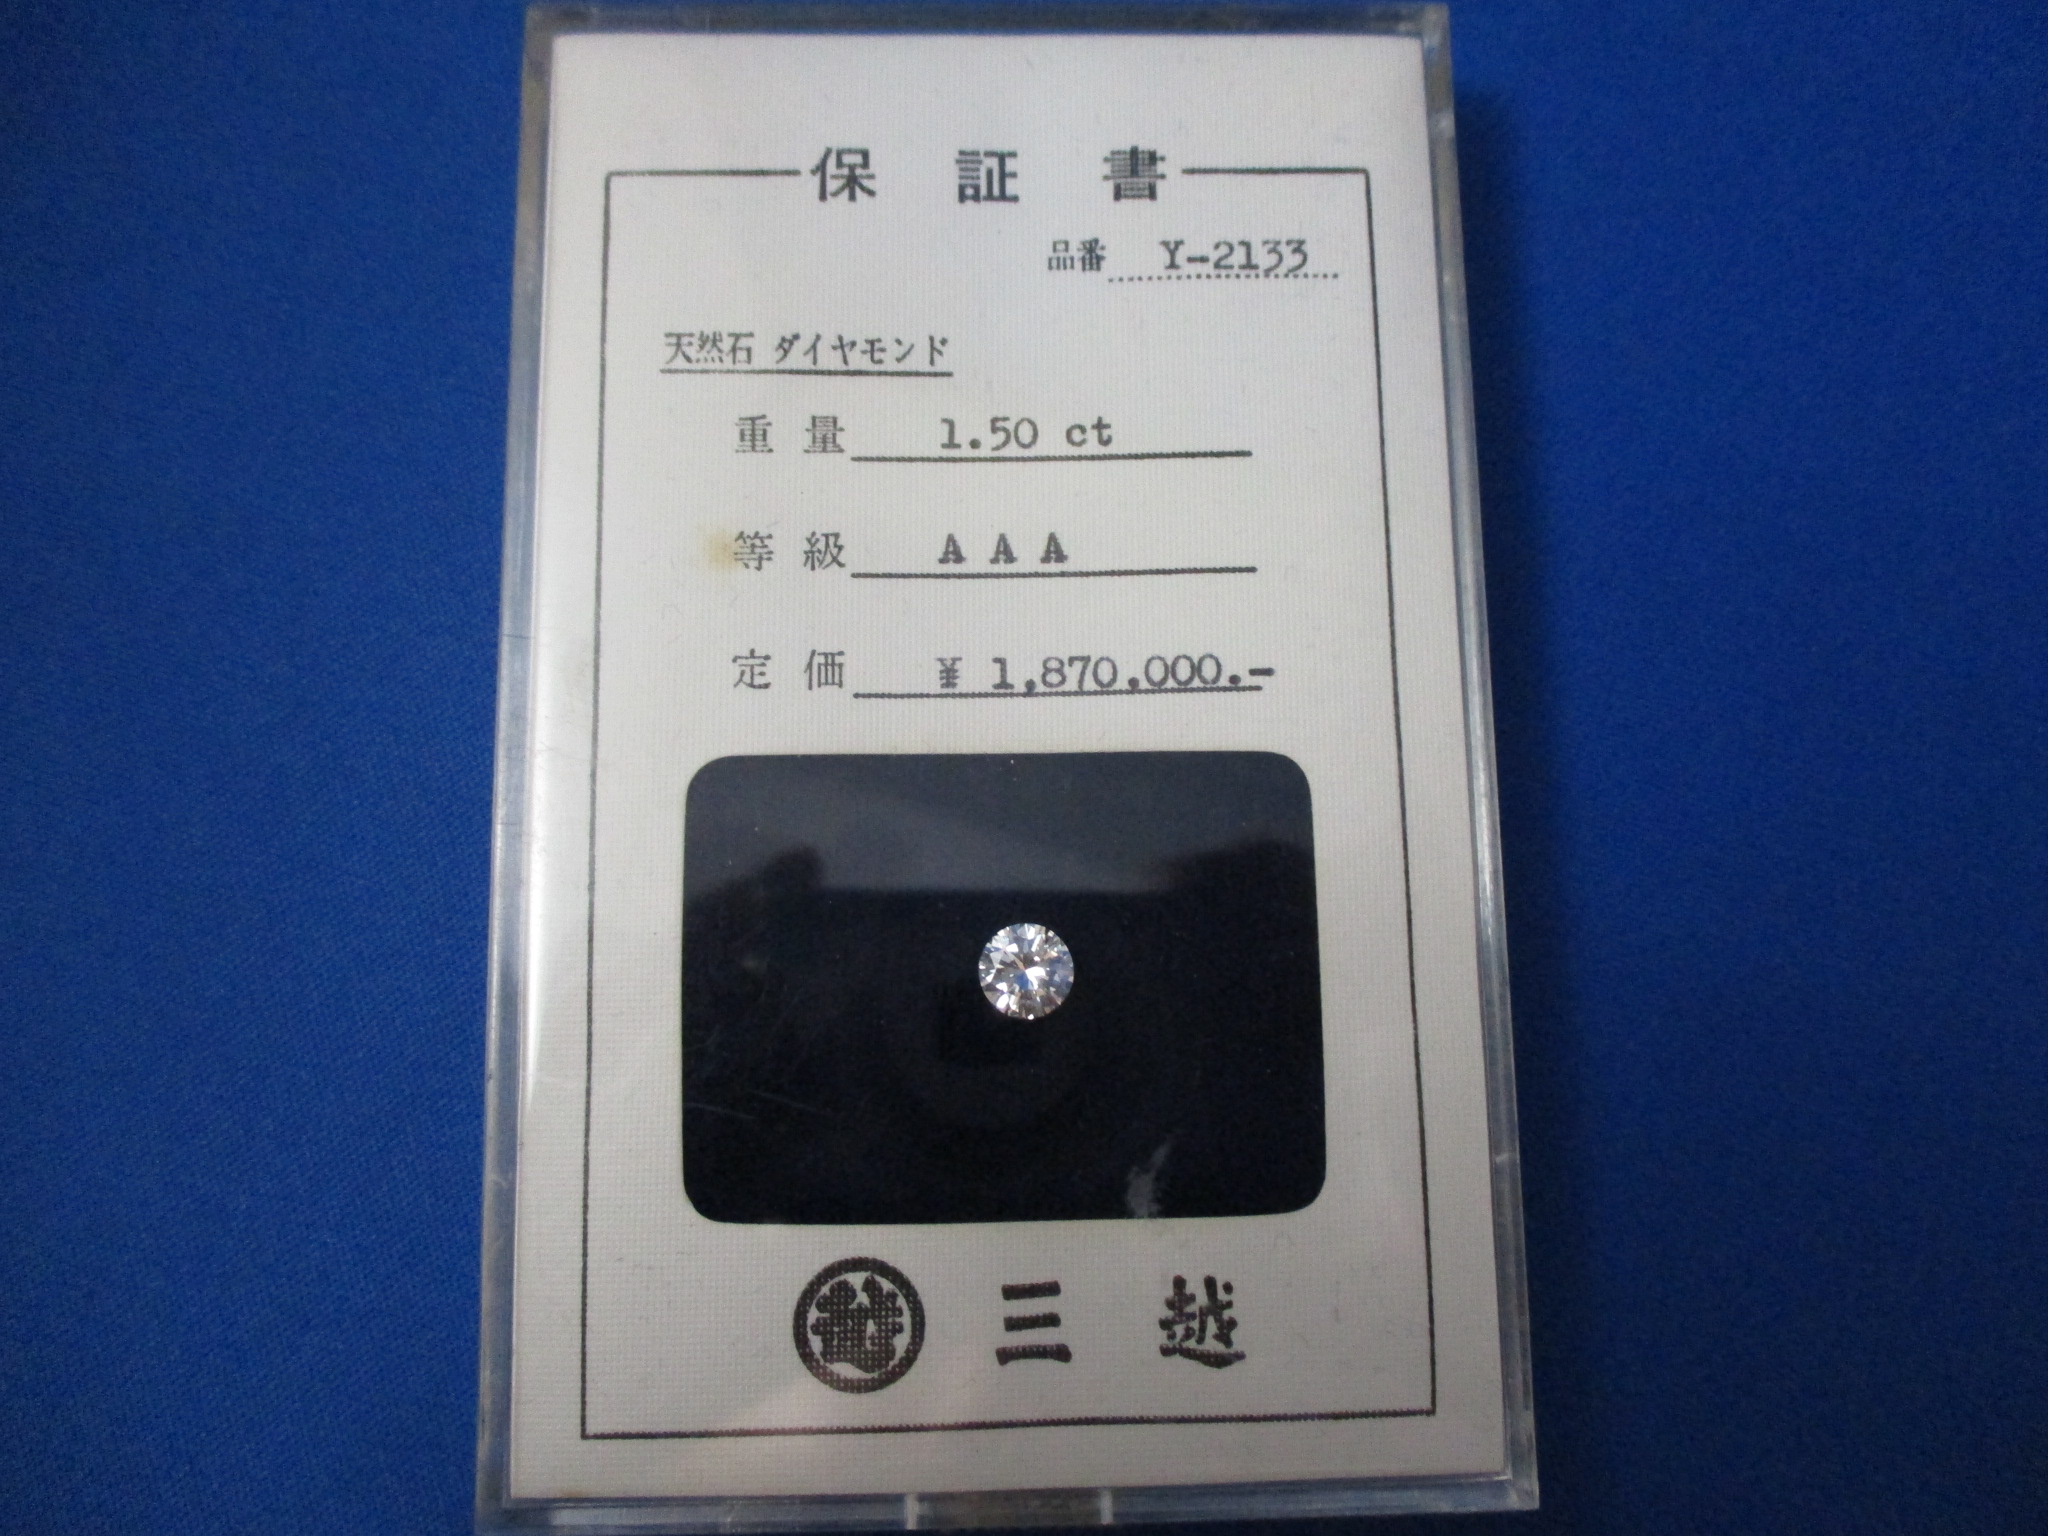 保証書
品番 Y-2133
天然石 ダイヤモンド
重量 1.50 ct
等級 A A A
定価 ¥ 1,870,000.-
越 三越